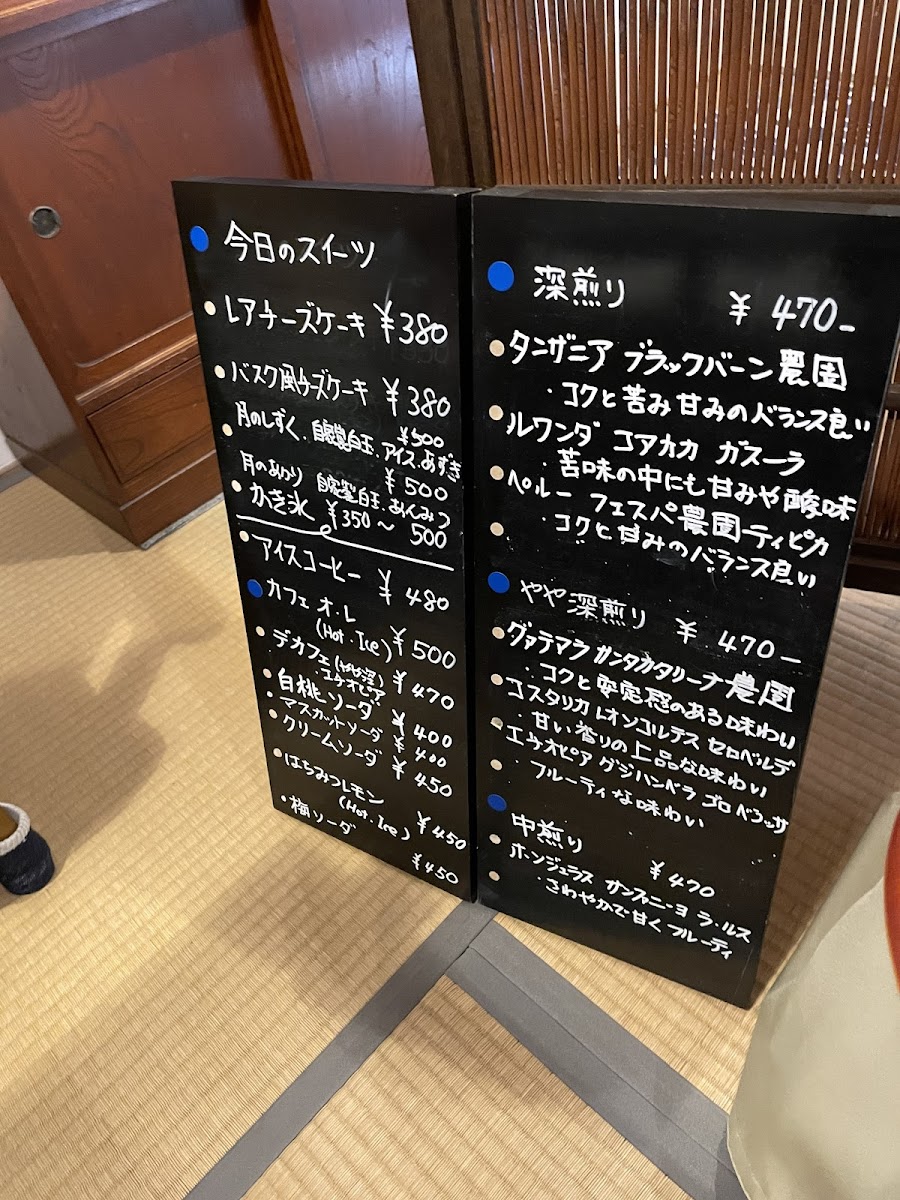 今日のスイーツ
レアチーズケーキ ¥380
バスク風チーズケーキ ¥380
月のしずく、自家製白玉、アイス、あずき ¥500
月のあかり 自家製白玉、あんみつ ¥500
かき氷 ¥350〜500
アイスコーヒー ¥480
カフェオ・レ
(Hot・Ice) ¥500
デカフェ(やや深) ¥470
・エチオピア
白桃ソーダ ¥400
マスカットソーダ ¥400
クリームソーダ ¥450
はちみつレモン
(Hot・Ice) ¥450
・梅ソーダ ¥450
深煎り ¥470-
タンザニア ブラックバーン農園
・コクと苦み甘みのバランス良い
ルワンダ コアカカ ガスーラ
・苦味の中にも甘みや酸味
ペルー フェスパ農園ティピカ
・コクと甘みのバランス良い
やや深煎り ¥470-
グァテマラ サンタカタリーナ農園
・コクと安定感のある味わい
コスタリカ レオンコルテス セロベルデ
・甘い香りの上品な味わい
エチオピア グジハンベラ ゴロベラッサ
・フルーティな味わい
中煎り ¥470
ホンジュラス サンファニーヨ ラ・ルス
・さわやかで甘くフルーティ